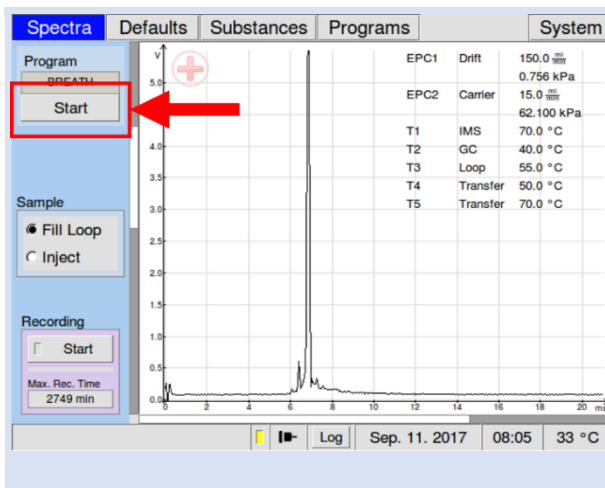 Spectra Defaults Substances Programs System
Program
BREATH
Start
Sample
Fill Loop
Inject
Recording
Start
Max. Rec. Time
2749 min
V
5.0
4.0
3.5
3.0
2.5
2.0
1.5
1.0
0.5
0.0
0 2 4 6 8 10 12 14 16 18 20
EPC1 Drift 150.0 ml/min
0.756 kPa
EPC2 Carrier 15.0 ml/min
62.100 kPa
T1 IMS 70.0 °C
T2 GC 40.0 °C
T3 Loop 55.0 °C
T4 Transfer 50.0 °C
T5 Transfer 70.0 °C
Log Sep. 11. 2017 08:05 33 °C